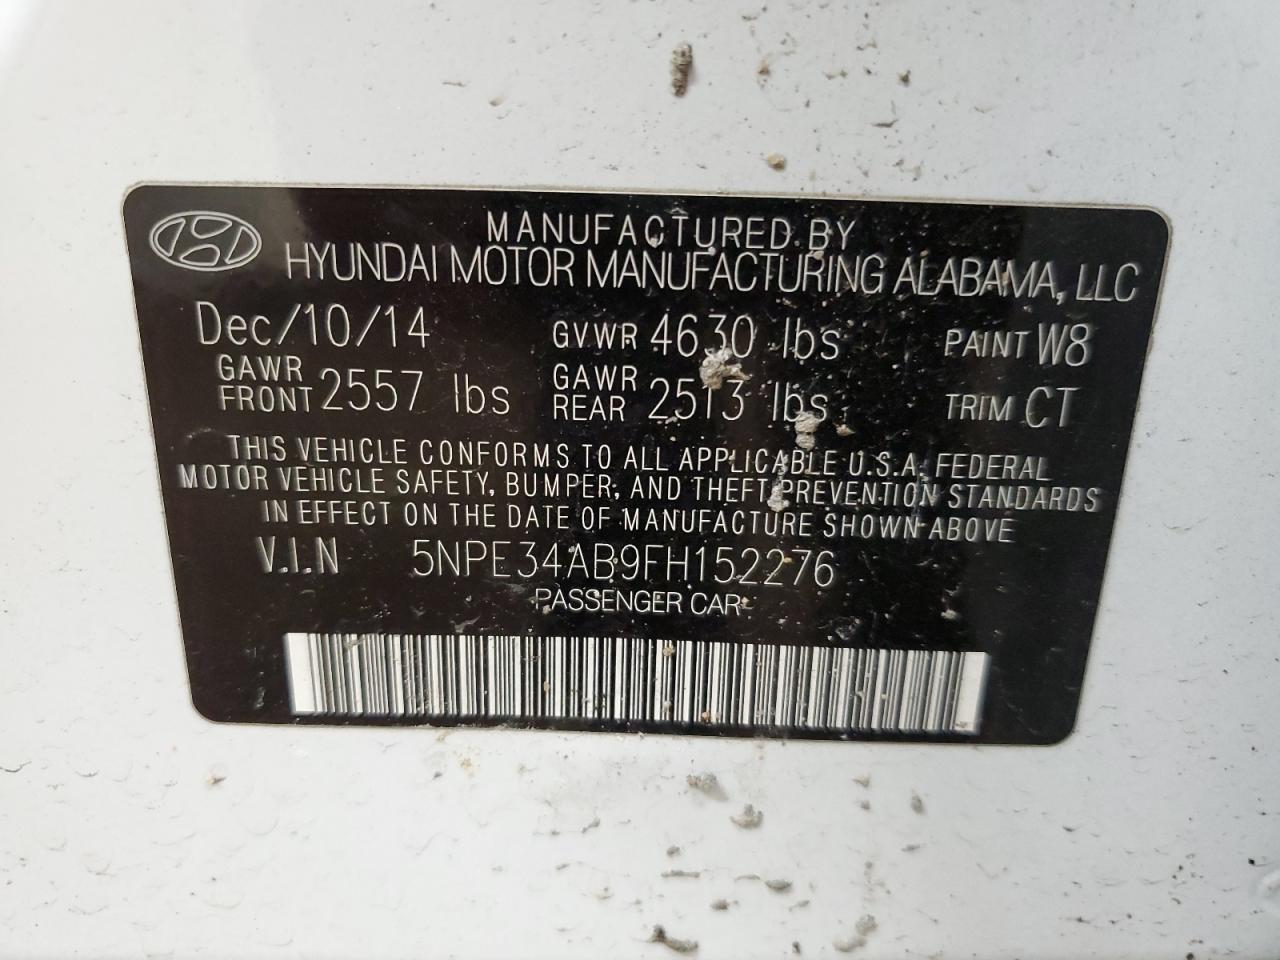 MANUFACTURED BY
HYUNDAI MOTOR MANUFACTURING ALABAMA, LLC
Dec/10/14 GVWR 4630 lbs PAINT W8
GAWR FRONT 2557 lbs GAWR REAR 2513 lbs TRIM CT
THIS VEHICLE CONFORMS TO ALL APPLICABLE U.S.A. FEDERAL
MOTOR VEHICLE SAFETY, BUMPER, AND THEFT PREVENTION STANDARDS
IN EFFECT ON THE DATE OF MANUFACTURE SHOWN ABOVE
V.I.N 5NPE34AB9FH152276
PASSENGER CAR